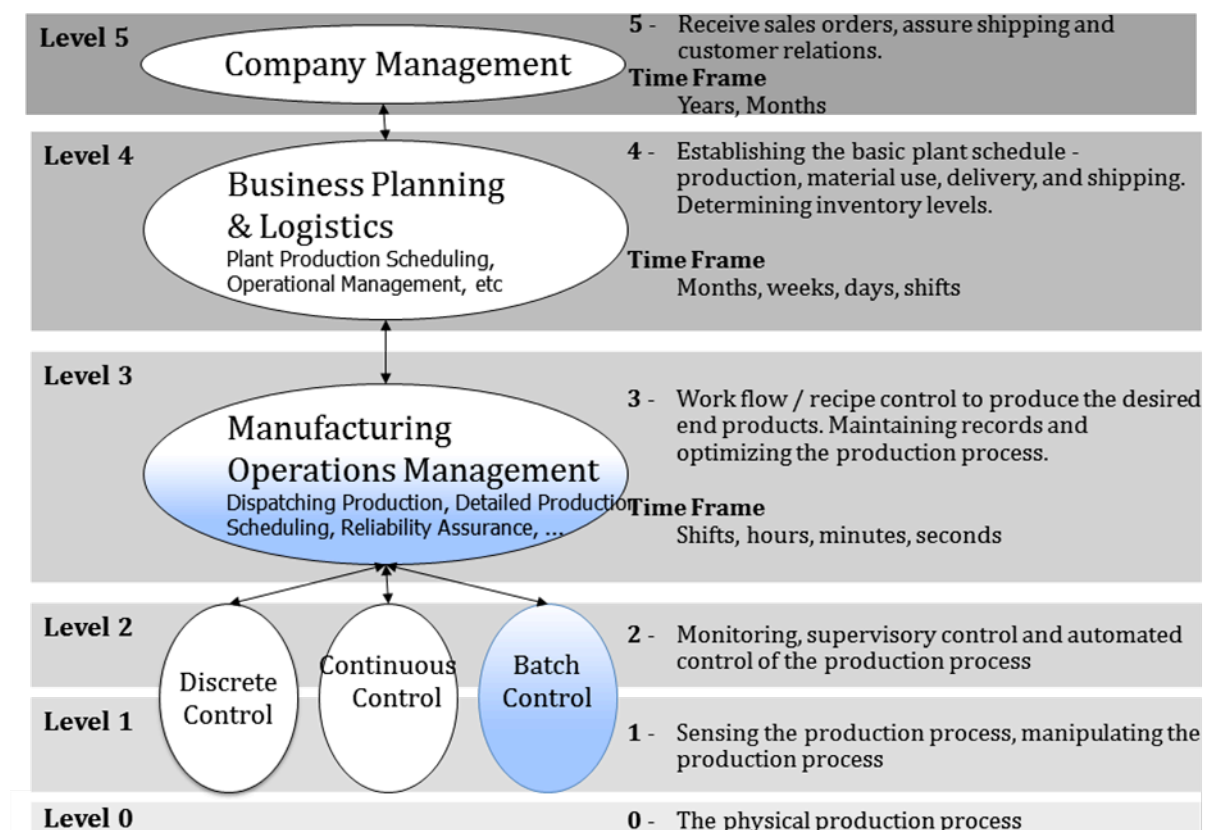 Level 5
Company Management
5 - Receive sales orders, assure shipping and
customer relations.
Time Frame
Years, Months
Level 4
Business Planning
& Logistics
Plant Production Scheduling,
Operational Management, etc
4 - Establishing the basic plant schedule -
production, material use, delivery, and shipping.
Determining inventory levels.
Time Frame
Months, weeks, days, shifts
Level 3
Manufacturing
Operations Management
Dispatching Production, Detailed Production
Scheduling, Reliability Assurance, ...
3 - Work flow / recipe control to produce the desired
end products. Maintaining records and
optimizing the production process.
Time Frame
Shifts, hours, minutes, seconds
Level 2
Level 1
Discrete
Control
Continuous
Control
Batch
Control
2 - Monitoring, supervisory control and automated
control of the production process
1 - Sensing the production process, manipulating the
production process
Level 0
0 - The physical production process